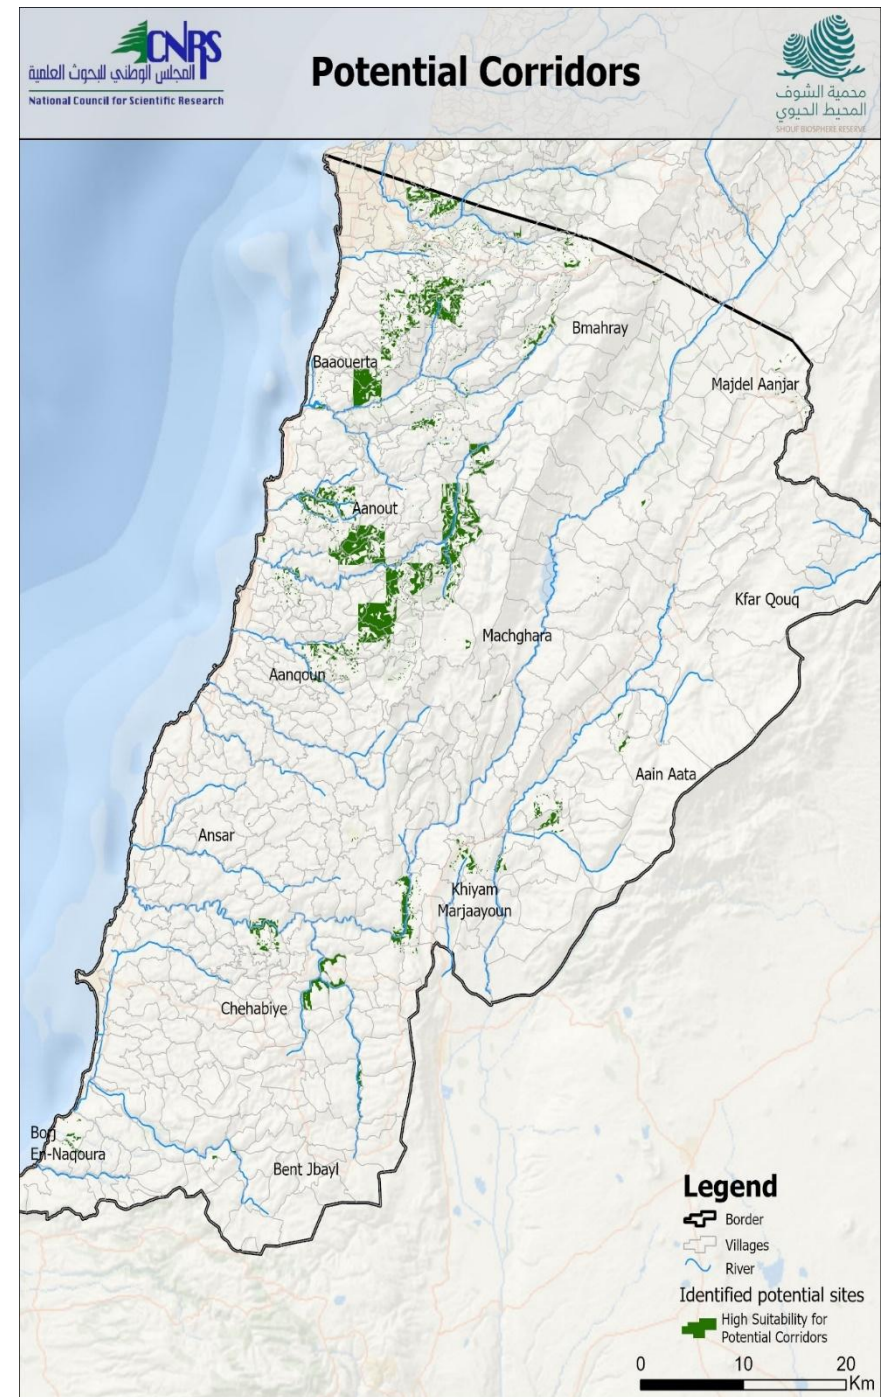 CNRS
المجلس الوطني للبحوث العلمية
National Council for Scientific Research
Potential Corridors
محمية الشوف
المحيط الحيوي
SHOUF BIOSPHERE RESERVE
Bmahray
Baaouerta
Majdel Aanjar
Aanout
Kfar Qouq
Machghara
Aanqoun
Aain Aata
Ansar
Khiyam
Marjaayoun
Chehabiye
Borj
En-Naqoura
Bent Jbayl
Legend
Border
Villages
River
Identified potential sites
High Suitability for
Potential Corridors
0 10 20
Km